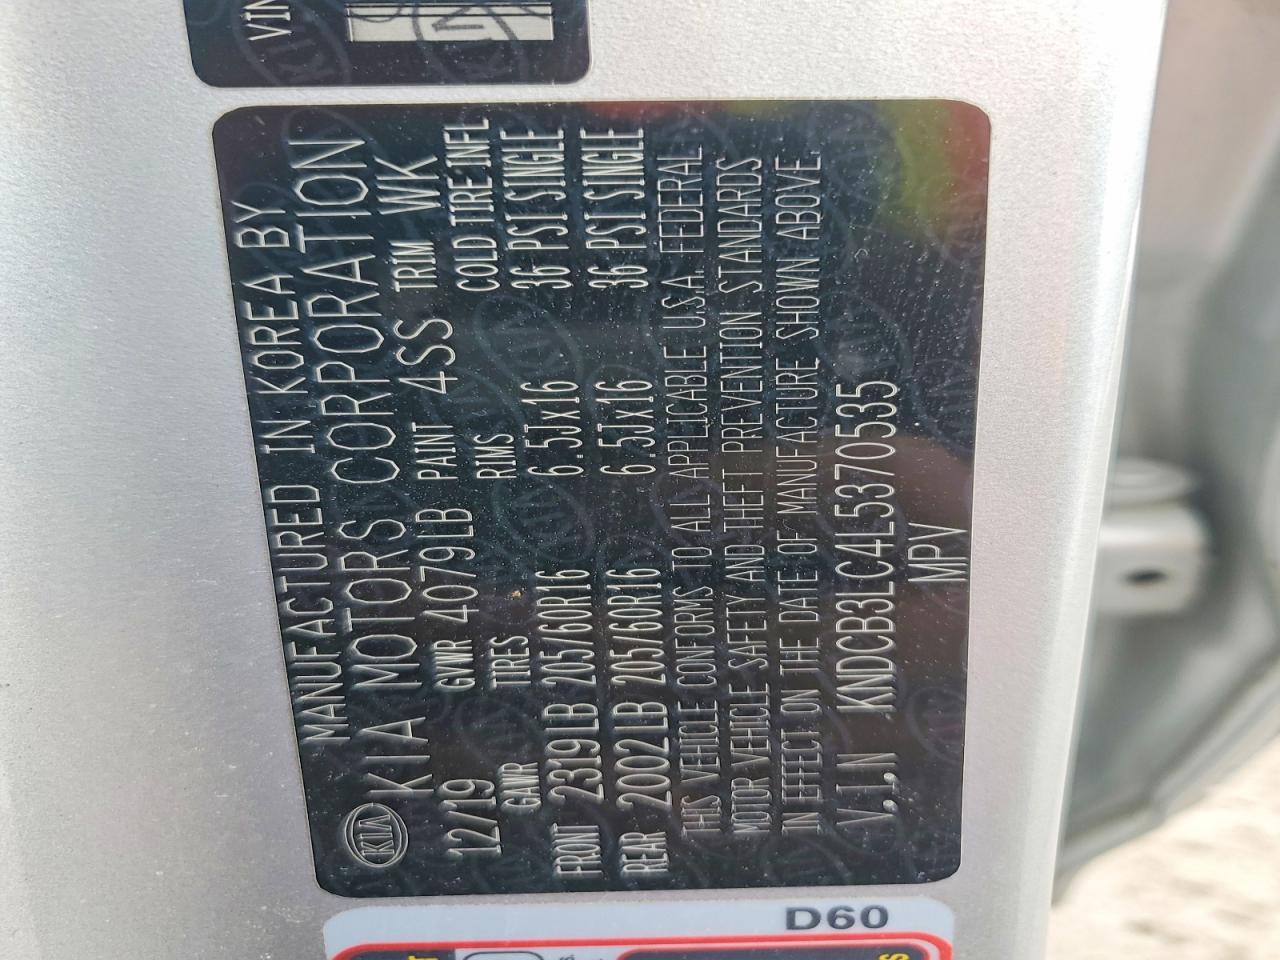 VIN
MANUFACTURED IN KOREA BY
KIA KIA MOTORS CORPORATION
12/19 GVWR 4079LB PAINT 4SS TRIM WK
GAWR TIRES RIMS COLD TIRE INFL
FRONT 2319LB 205/60R16 6.5Jx16 36 PSI SINGLE
REAR 2002LB 205/60R16 6.5Jx16 36 PSI SINGLE
THIS VEHICLE CONFORMS TO ALL APPLICABLE U.S.A. FEDERAL
MOTOR VEHICLE SAFETY AND THEFT PREVENTION STANDARDS
IN EFFECT ON THE DATE OF MANUFACTURE SHOWN ABOVE.
V.I.N KNDCB3LC4L5370535
MPV
D60